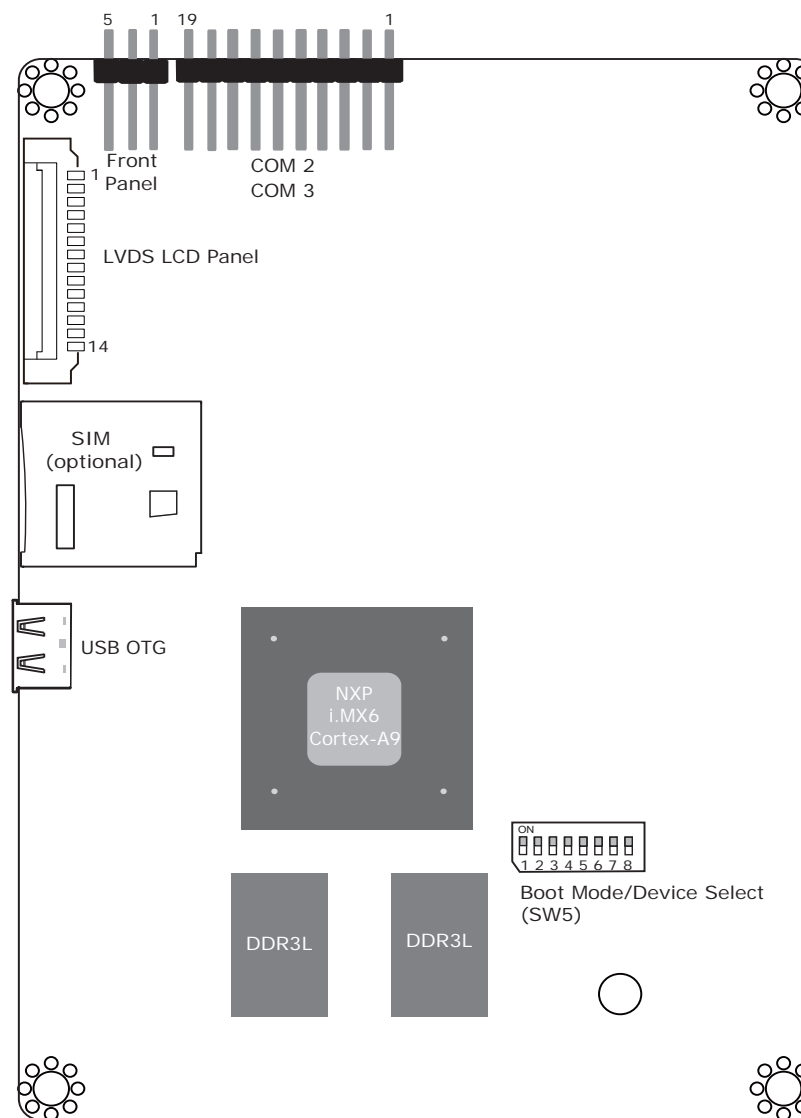 5 1 19 1
Front
Panel
COM 2
COM 3
1
LVDS LCD Panel
14
SIM
(optional)
USB OTG
NXP
i.MX6
Cortex-A9
ON
1 2 3 4 5 6 7 8
Boot Mode/Device Select
(SW5)
DDR3L
DDR3L